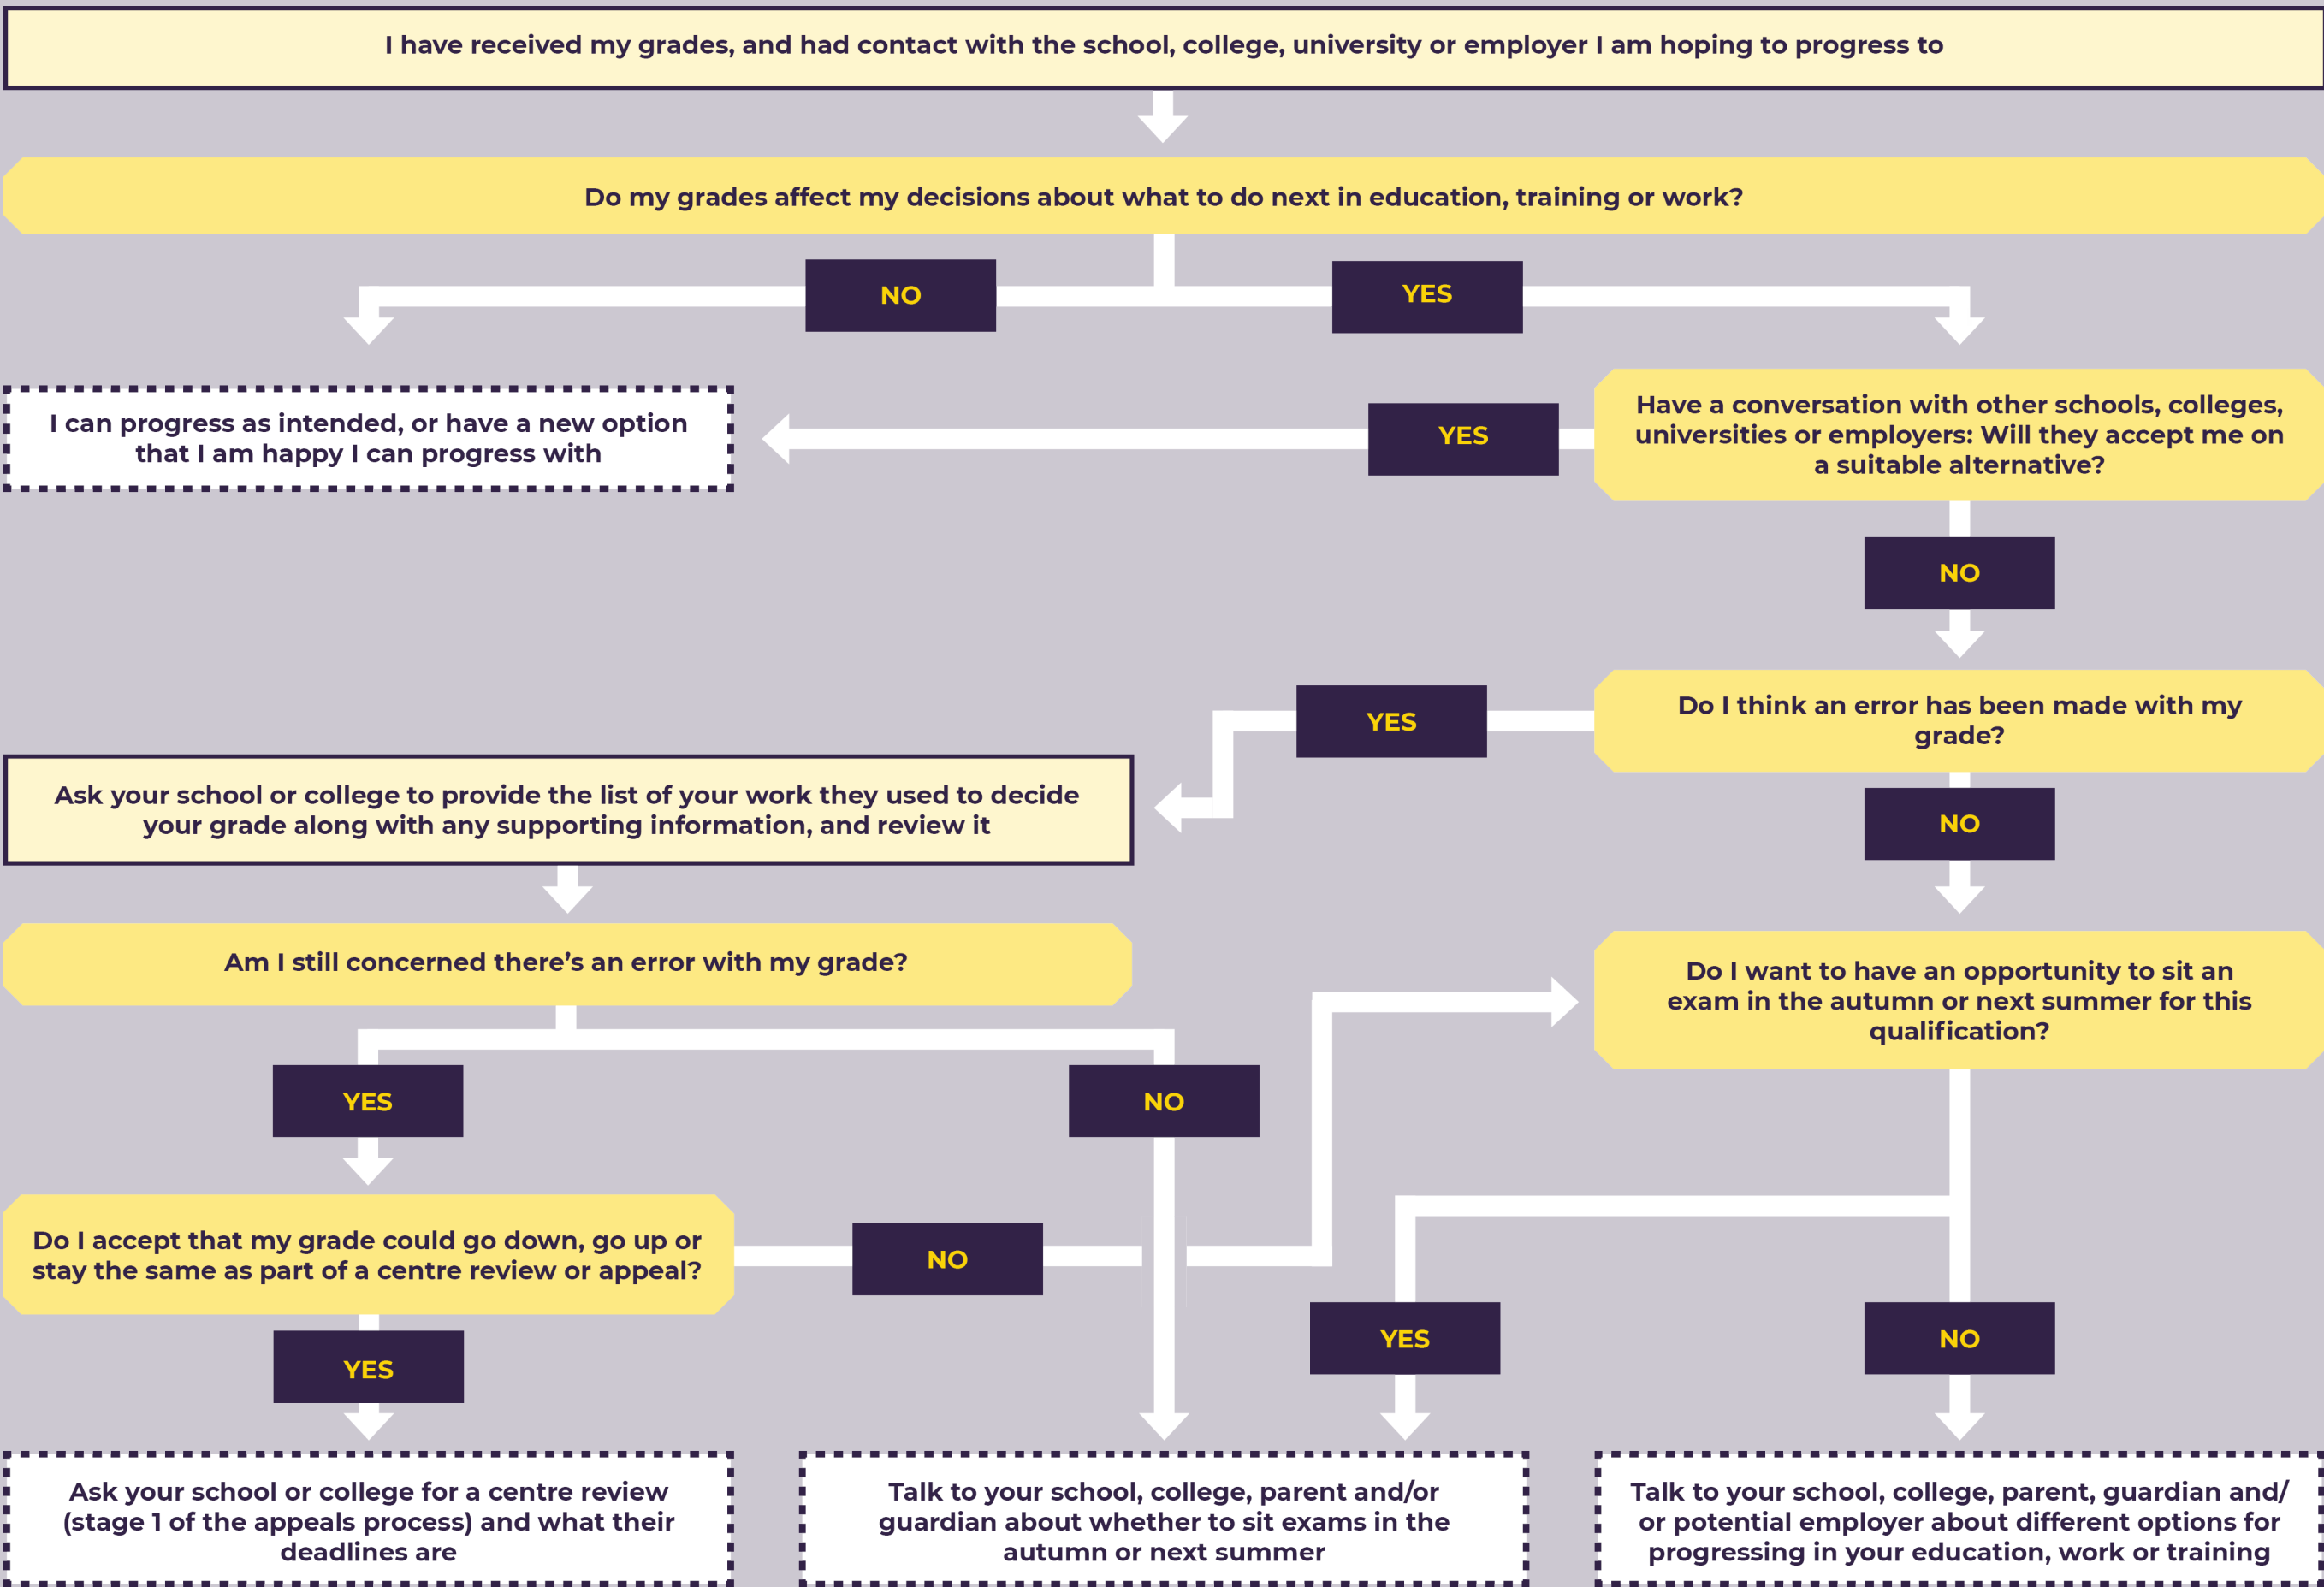 I have received my grades, and had contact with the school, college, university or employer I am hoping to progress to
Do my grades affect my decisions about what to do next in education, training or work?
NO
YES
I can progress as intended, or have a new option
that I am happy I can progress with
YES
Have a conversation with other schools, colleges,
universities or employers: Will they accept me on
a suitable alternative?
NO
Do I think an error has been made with my
grade?
YES
Ask your school or college to provide the list of your work they used to decide
your grade along with any supporting information, and review it
NO
Am I still concerned there’s an error with my grade?
Do I want to have an opportunity to sit an
exam in the autumn or next summer for this
qualification?
YES
NO
Do I accept that my grade could go down, go up or
stay the same as part of a centre review or appeal?
NO
YES
YES
NO
Ask your school or college for a centre review
(stage 1 of the appeals process) and what their
deadlines are
Talk to your school, college, parent and/or
guardian about whether to sit exams in the
autumn or next summer
Talk to your school, college, parent, guardian and/
or potential employer about different options for
progressing in your education, work or training